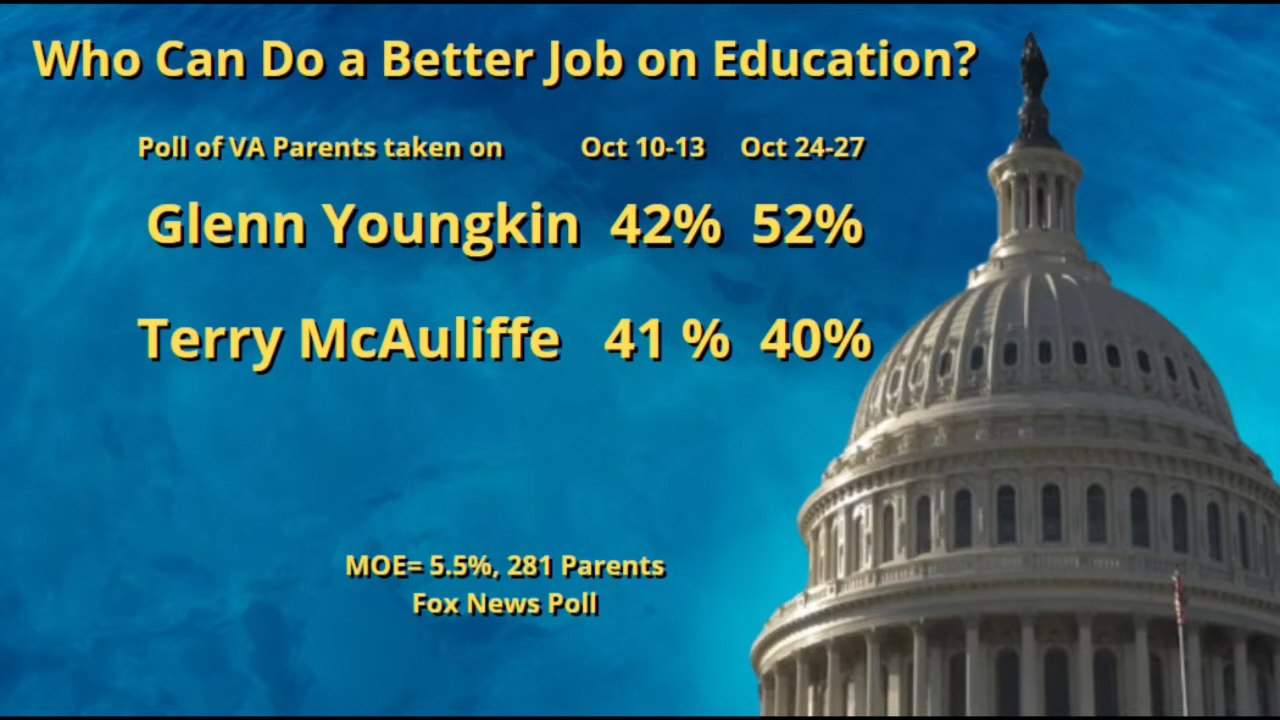 Who Can Do a Better Job on Education?
Poll of VA Parents taken on Oct 10-13 Oct 24-27
Glenn Youngkin 42% 52%
Terry McAuliffe 41 % 40%
MOE= 5.5%, 281 Parents
Fox News Poll